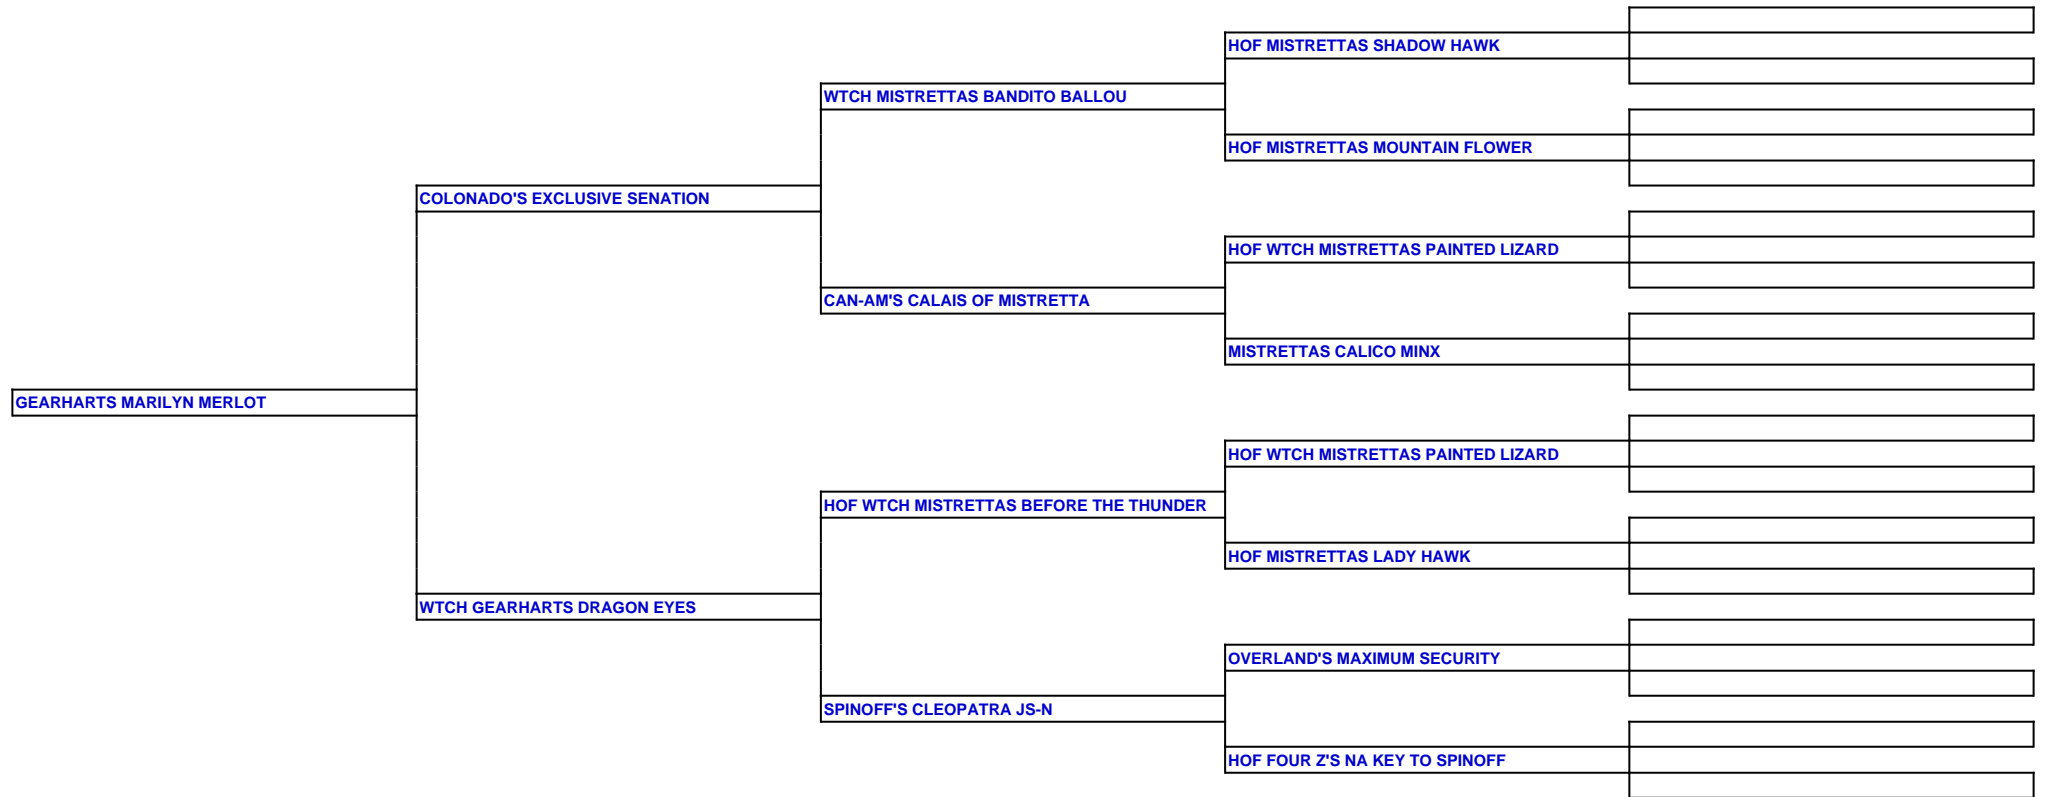 HOF MISTRETTAS SHADOW HAWK
WTCH MISTRETTAS BANDITO BALLOU
HOF MISTRETTAS MOUNTAIN FLOWER
COLONADO'S EXCLUSIVE SENATION
HOF WTCH MISTRETTAS PAINTED LIZARD
CAN-AM'S CALAIS OF MISTRETTA
MISTRETTAS CALICO MINX
GEARHARTS MARILYN MERLOT
HOF WTCH MISTRETTAS PAINTED LIZARD
HOF WTCH MISTRETTAS BEFORE THE THUNDER
HOF MISTRETTAS LADY HAWK
WTCH GEARHARTS DRAGON EYES
OVERLAND'S MAXIMUM SECURITY
SPINOFF'S CLEOPATRA JS-N
HOF FOUR Z'S NA KEY TO SPINOFF